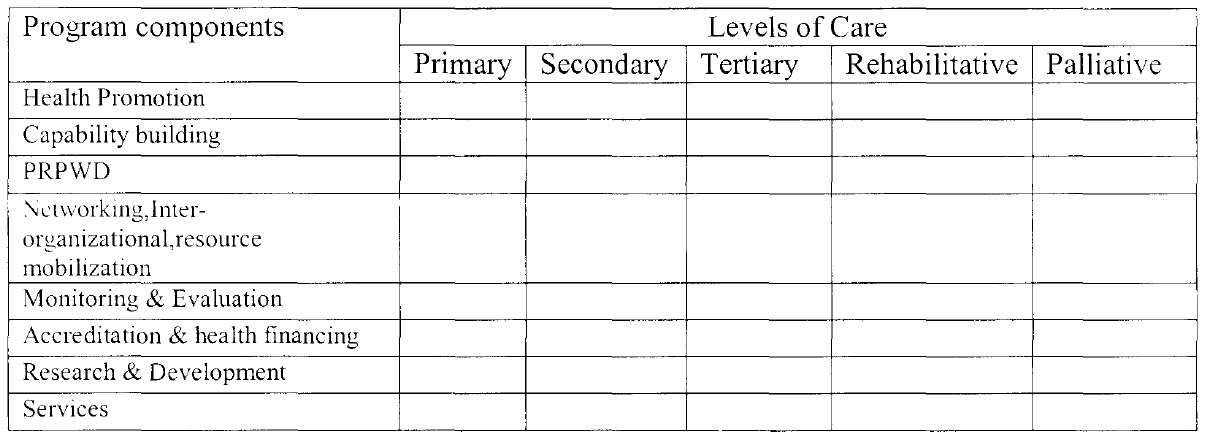 Program components
Levels of Care
Primary Secondary Tertiary Rehabilitative Palliative
Health Promotion
Capability building
PRPWD
Networking,Inter-
organizational,resource
mobilization
Monitoring & Evaluation
Accreditation & health financing
Research & Development
Services